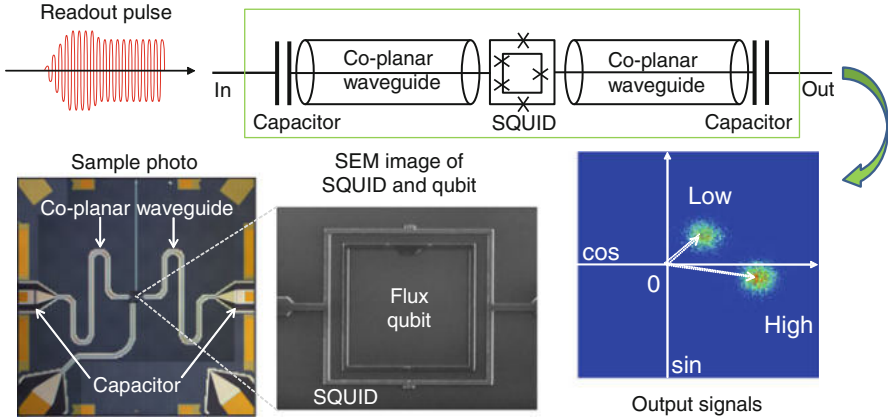 Readout pulse
In
Co-planar
waveguide
Co-planar
waveguide
Out
Capacitor
SQUID
Capacitor
Sample photo
Co-planar waveguide
Capacitor
SEM image of
SQUID and qubit
Flux
qubit
SQUID
Low
cos
0
High
sin
Output signals